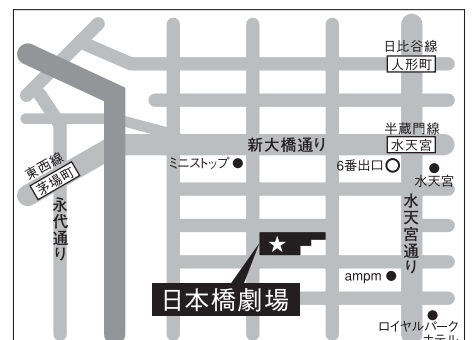 日比谷線
人形町
半蔵門線
水天宮
新大橋通り
ミニストップ
6番出口
水天宮
東西線
茅場町
永代通り
水天宮通り
ampm
日本橋劇場
ロイヤルパーク
ホテル